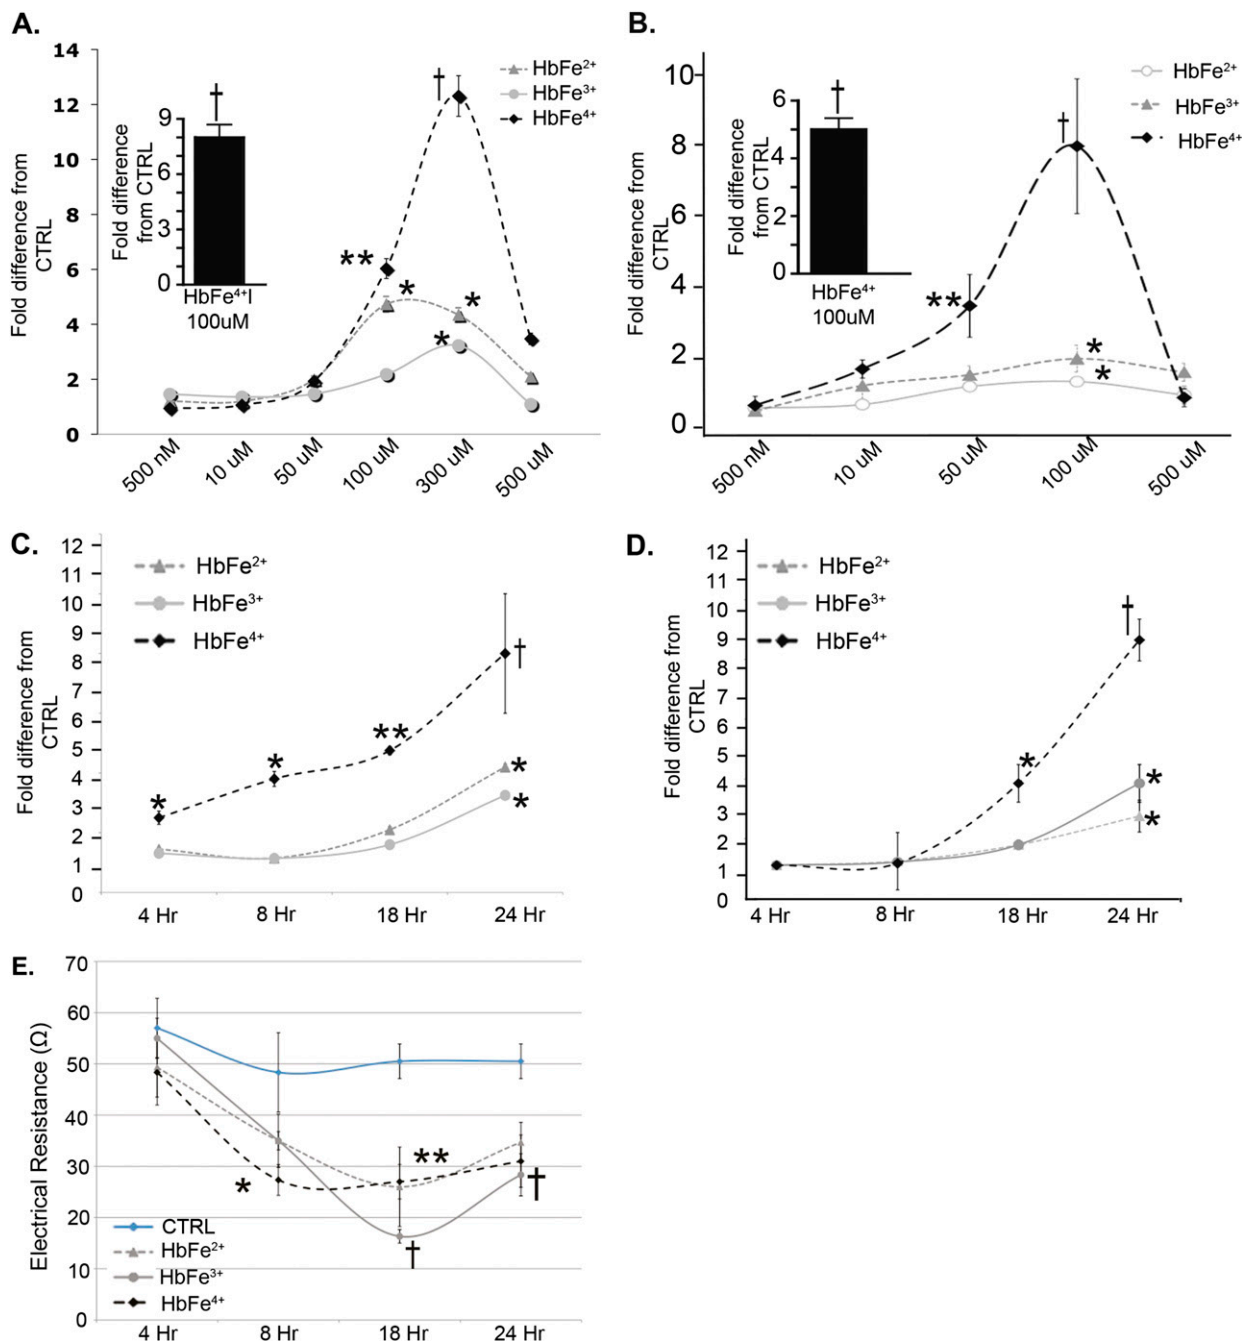 A.
14
12
10
8
6
4
2
0
Fold difference from
CTRL
†
HbFe²⁺
HbFe³⁺
HbFe⁴⁺
9
6
3
0
Fold difference
from CTRL
†
HbFe⁴⁺I
100uM
**
*
*
*
500 nM
10 uM
50 uM
100 uM
300 uM
500 uM
B.
10
8
6
4
2
0
Fold difference from
CTRL
†
HbFe²⁺
HbFe³⁺
HbFe⁴⁺
6
4
2
0
Fold difference
from CTRL
†
HbFe⁴⁺
100uM
**
*
*
500 nM
10 uM
50 uM
100 uM
500 uM
C.
12
11
10
9
8
7
6
5
4
3
2
1
0
Fold difference from
CTRL
HbFe²⁺
HbFe³⁺
HbFe⁴⁺
*
*
**
†
*
*
4 Hr
8 Hr
18 Hr
24 Hr
D.
12
11
10
9
8
7
6
5
4
3
2
1
0
Fold difference from
CTRL
HbFe²⁺
HbFe³⁺
HbFe⁴⁺
†
*
*
*
4 Hr
8 Hr
18 Hr
24 Hr
E.
70
60
50
40
30
20
10
0
Electrical Resistance (Ω)
*
**
†
†
CTRL
HbFe²⁺
HbFe³⁺
HbFe⁴⁺
4 Hr
8 Hr
18 Hr
24 Hr